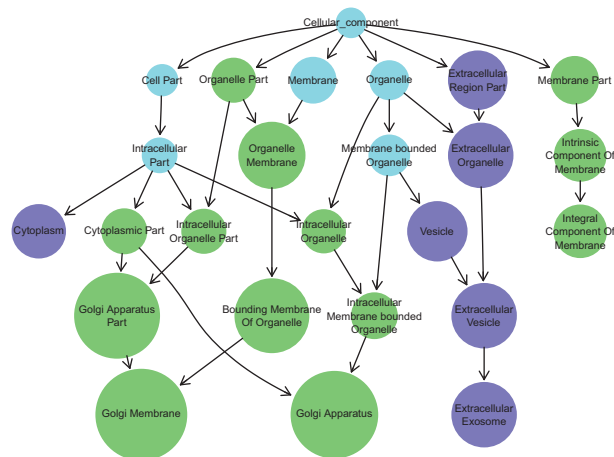 Cellular_component
Cell Part
Organelle Part
Membrane
Organelle
Extracellular
Region Part
Membrane Part
Intracellular
Part
Organelle
Membrane
Membrane bounded
Organelle
Extracellular
Organelle
Intrinsic
Component Of
Membrane
Cytoplasm
Cytoplasmic Part
Intracellular
Organelle Part
Intracellular
Organelle
Vesicle
Integral
Component Of
Membrane
Golgi Apparatus
Part
Bounding Membrane
Of Organelle
Intracellular
Membrane bounded
Organelle
Extracellular
Vesicle
Golgi Membrane
Golgi Apparatus
Extracellular
Exosome